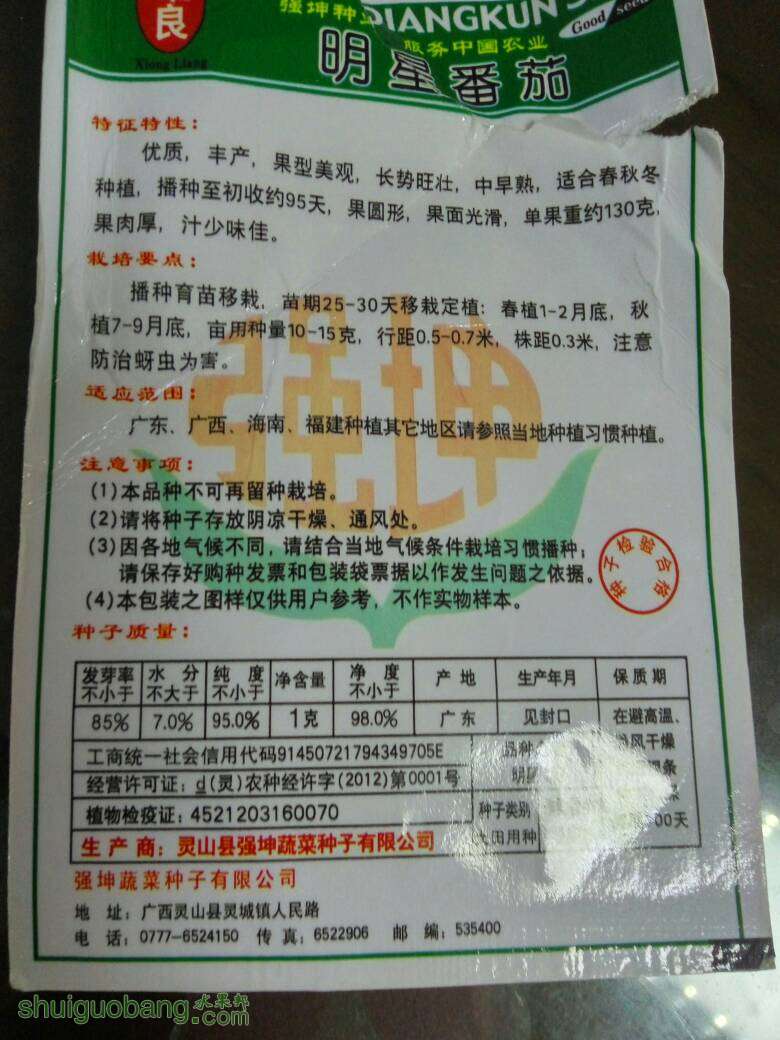 良
Xiong Liang
强坤种业
QIANGKUN
Good seed
服务中国农业
明星番茄
特征特性：
优质，丰产，果型美观，长势旺壮，中早熟，适合春秋冬
种植，播种至初收约95天，果圆形，果面光滑，单果重约130克，
果肉厚，汁少味佳。
栽培要点：
播种育苗移栽，苗期25-30天移栽定植：春植1-2月底，秋
植7-9月底，亩用种量10-15克，行距0.5-0.7米，株距0.3米，注意
防治蚜虫为害。
适应范围：
广东、广西、海南、福建种植其它地区请参照当地种植习惯种植。
注意事项：
(1)本品种不可再留种栽培。
(2)请将种子存放阴凉干燥、通风处。
(3)因各地气候不同，请结合当地气候条件栽培习惯播种；
请保存好购种发票和包装袋票据以作发生问题之依据。
(4)本包装之图样仅供用户参考，不作实物样本。
种子检验合格
强坤
种子质量：
发芽率不小于 水分不大于 纯度不小于 净含量 净度不小于 产地 生产年月 保质期
85% 7.0% 95.0% 1克 98.0% 广东 见封口 在避高温、
风干燥
条
00天
工商统一社会信用代码91450721794349705E
品种
明
经营许可证：d(灵)农种经许字(2012)第0001号
植物检疫证：4521203160070
种子类别
大田用种
生产商：灵山县强坤蔬菜种子有限公司
强坤蔬菜种子有限公司
地 址：广西灵山县灵城镇人民路
电 话：0777-6524150 传 真：6522906 邮 编：535400
shuiguobang.com
水果邦